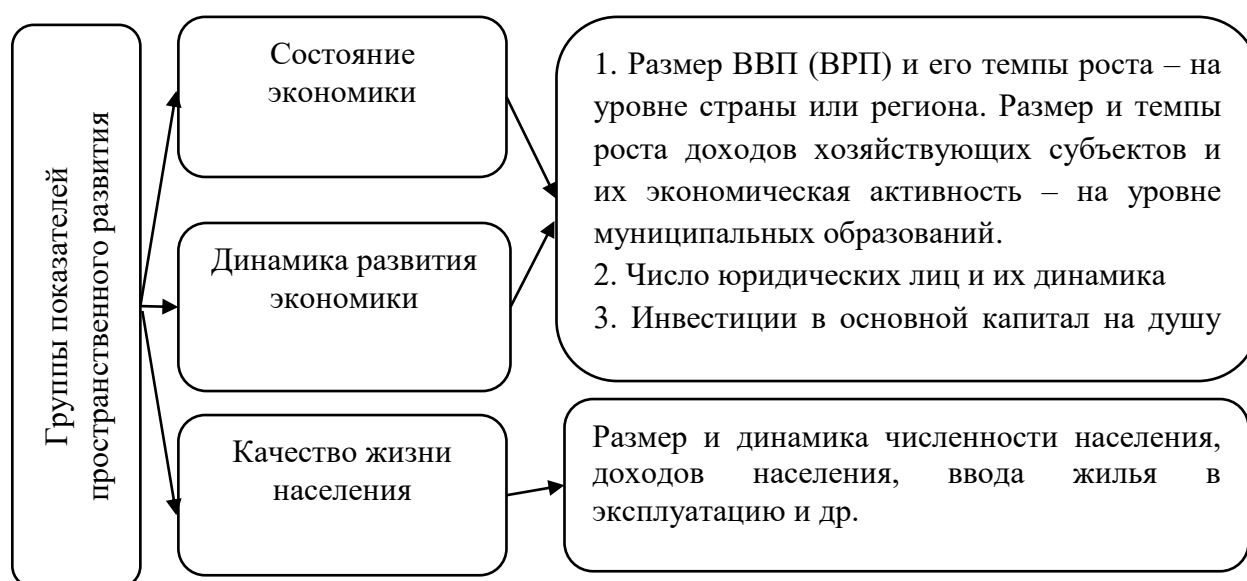 Группы показателей
пространственного развития
Состояние
экономики
Динамика развития
экономики
Качество жизни
населения
1. Размер ВВП (ВРП) и его темпы роста – на
уровне страны или региона. Размер и темпы
роста доходов хозяйствующих субъектов и
их экономическая активность – на уровне
муниципальных образований.
2. Число юридических лиц и их динамика
3. Инвестиции в основной капитал на душу
Размер и динамика численности населения,
доходов населения, ввода жилья в
эксплуатацию и др.